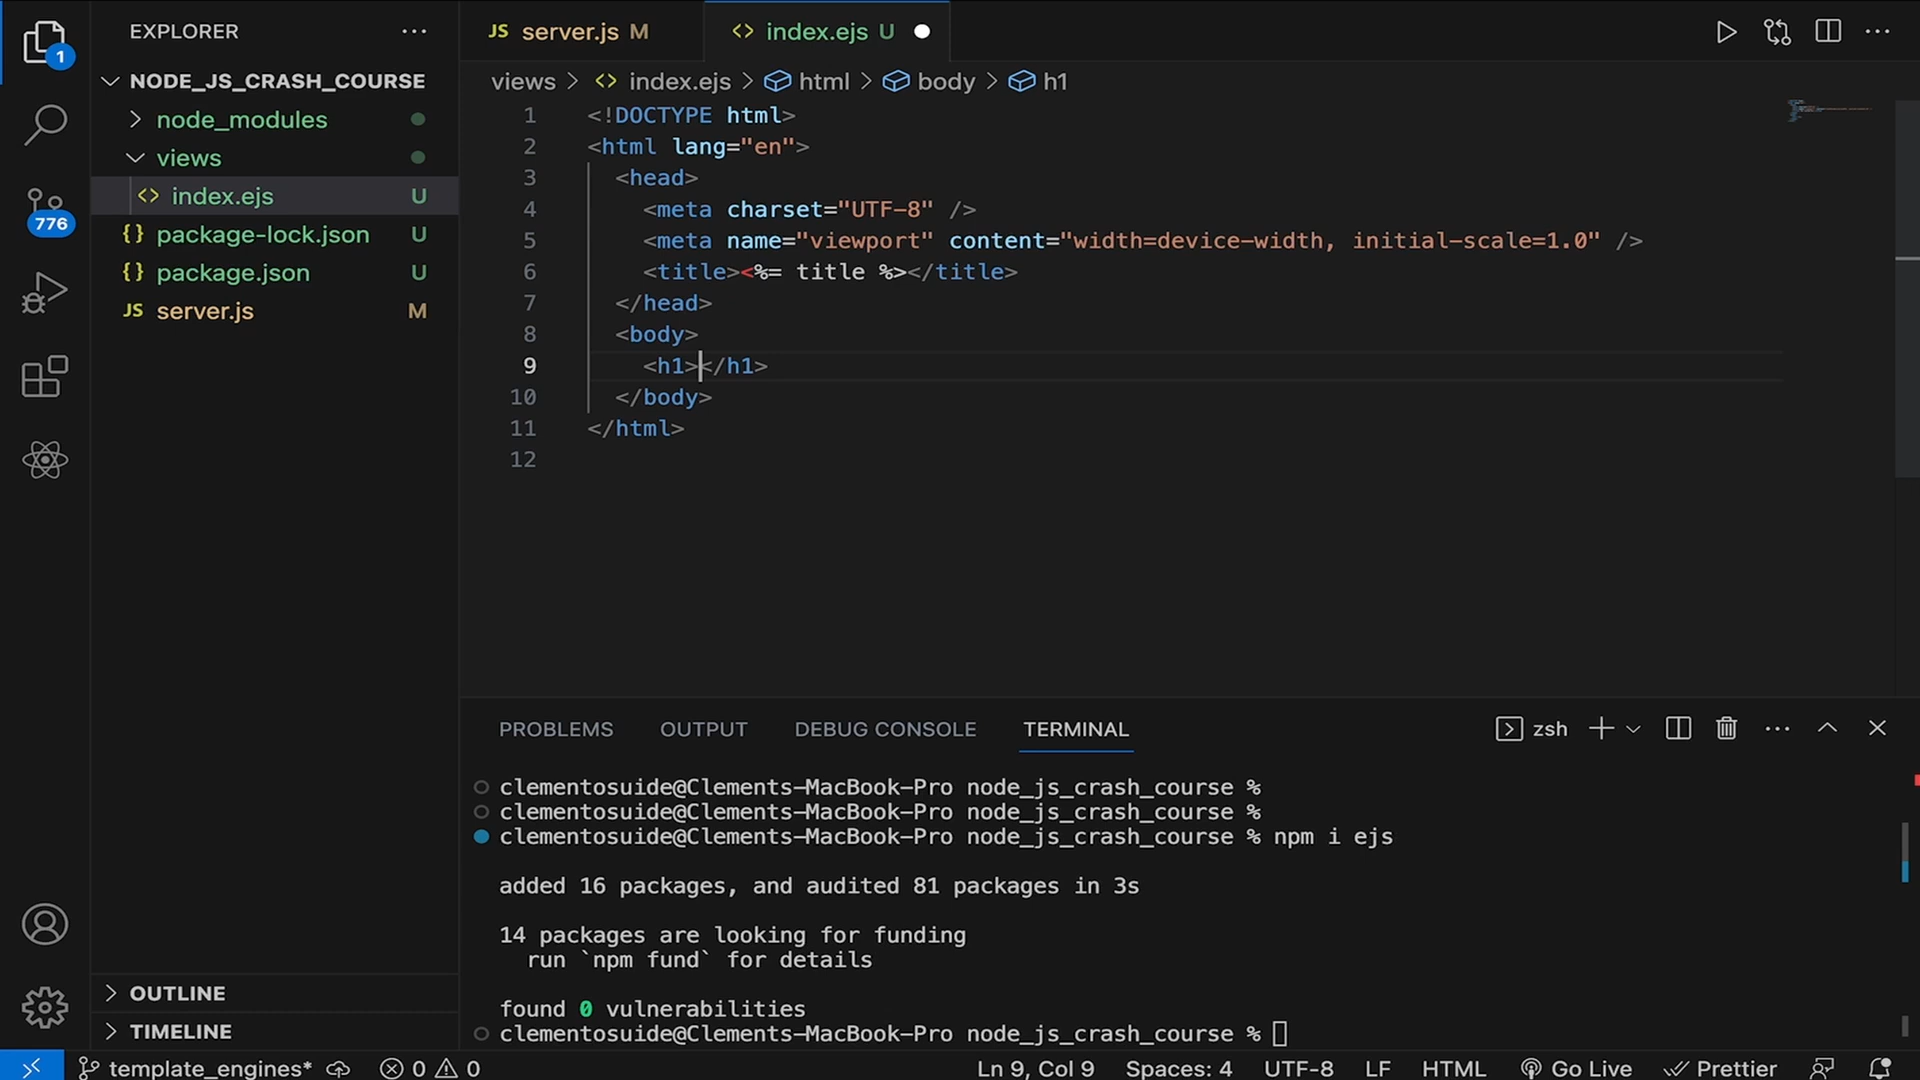 EXPLORER
1
NODE_JS_CRASH_COURSE
node_modules
views
index.ejs U
package-lock.json U
package.json U
JS server.js M
776
OUTLINE
TIMELINE
JS server.js M
index.ejs U
views > index.ejs > html > body > h1
1 <!DOCTYPE html>
2 <html lang="en">
3 <head>
4 <meta charset="UTF-8" />
5 <meta name="viewport" content="width=device-width, initial-scale=1.0" />
6 <title><%= title %></title>
7 </head>
8 <body>
9 <h1></h1>
10 </body>
11 </html>
12
PROBLEMS OUTPUT DEBUG CONSOLE TERMINAL zsh
clementosuide@Clements-MacBook-Pro node_js_crash_course %
clementosuide@Clements-MacBook-Pro node_js_crash_course %
clementosuide@Clements-MacBook-Pro node_js_crash_course % npm i ejs
added 16 packages, and audited 81 packages in 3s
14 packages are looking for funding
run `npm fund` for details
found 0 vulnerabilities
clementosuide@Clements-MacBook-Pro node_js_crash_course %
template_engines* 0 0 Ln 9, Col 9 Spaces: 4 UTF-8 LF HTML Go Live Prettier